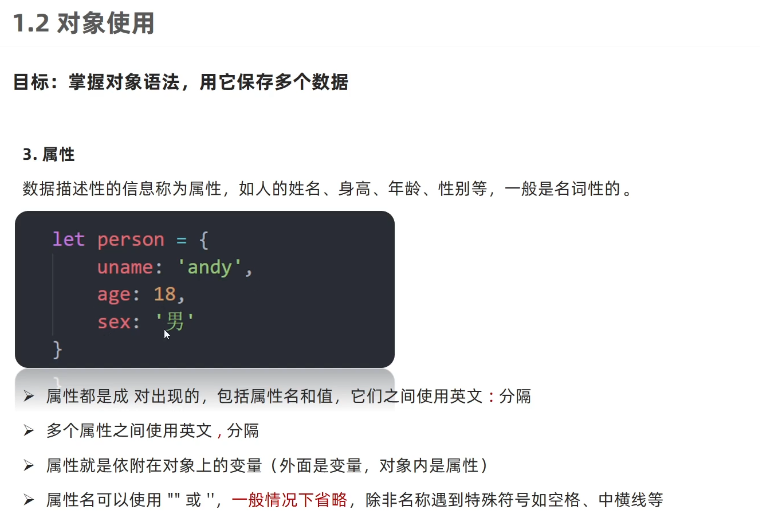 1.2 对象使用
目标：掌握对象语法，用它保存多个数据
3. 属性
数据描述性的信息称为属性，如人的姓名、身高、年龄、性别等，一般是名词性的。
let person = {
uname: 'andy',
age: 18,
sex: '男'
}
➢ 属性都是成 对出现的，包括属性名和值，它们之间使用英文 : 分隔
➢ 多个属性之间使用英文 , 分隔
➢ 属性就是依附在对象上的变量（外面是变量，对象内是属性）
➢ 属性名可以使用 "" 或 ''，一般情况下省略，除非名称遇到特殊符号如空格、中横线等